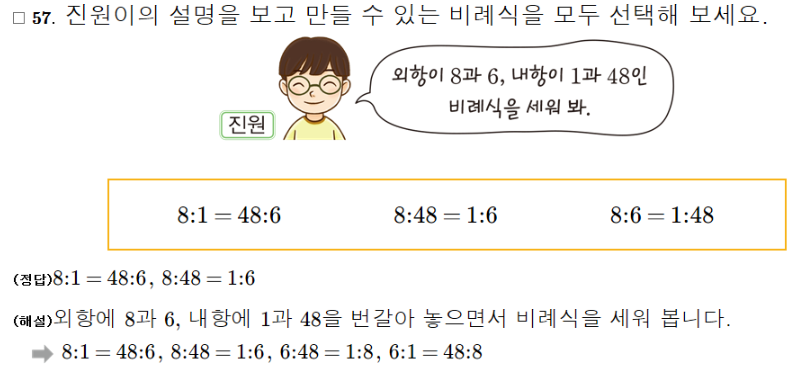 □ 57. 진원이의 설명을 보고 만들 수 있는 비례식을 모두 선택해 보세요.
외항이 8과 6, 내항이 1과 48인
비례식을 세워 봐.
진원
8:1=48:6 8:48=1:6 8:6=1:48
(정답)8:1=48:6, 8:48=1:6
(해설)외항에 8과 6, 내항에 1과 48을 번갈아 놓으면서 비례식을 세워 봅니다.
➡ 8:1=48:6, 8:48=1:6, 6:48=1:8, 6:1=48:8